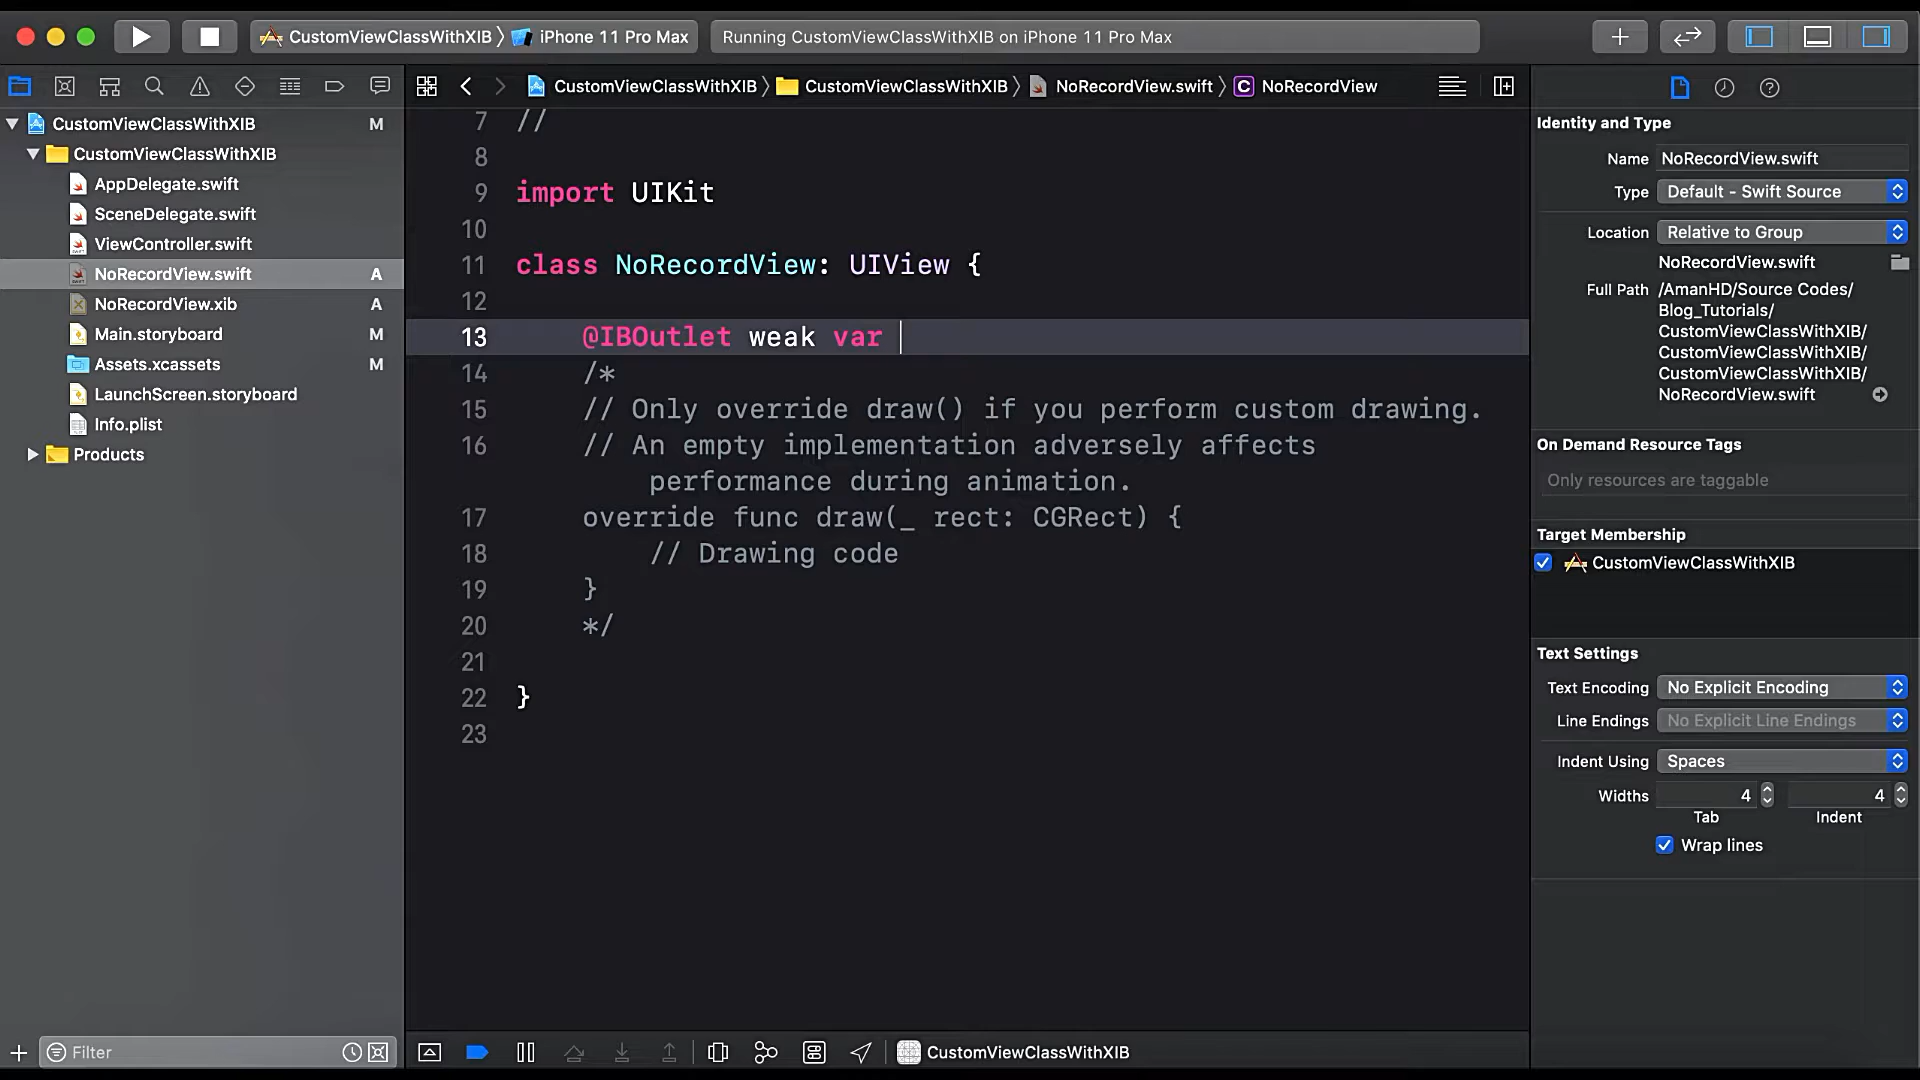 CustomViewClassWithXIB 〉 iPhone 11 Pro Max
Running CustomViewClassWithXIB on iPhone 11 Pro Max
CustomViewClassWithXIB 〉 CustomViewClassWithXIB 〉 NoRecordView.swift 〉 C NoRecordView
CustomViewClassWithXIB M
CustomViewClassWithXIB
AppDelegate.swift
SceneDelegate.swift
ViewController.swift
NoRecordView.swift A
NoRecordView.xib A
Main.storyboard M
Assets.xcassets M
LaunchScreen.storyboard
Info.plist
Products
Filter
7 //
8
9 import UIKit
10
11 class NoRecordView: UIView {
12
13 @IBOutlet weak var
14 /*
15 // Only override draw() if you perform custom drawing.
16 // An empty implementation adversely affects
performance during animation.
17 override func draw(_ rect: CGRect) {
18 // Drawing code
19 }
20 */
21
22 }
23
CustomViewClassWithXIB
Identity and Type
Name NoRecordView.swift
Type Default - Swift Source
Location Relative to Group
NoRecordView.swift
Full Path /AmanHD/Source Codes/
Blog_Tutorials/
CustomViewClassWithXIB/
CustomViewClassWithXIB/
CustomViewClassWithXIB/
NoRecordView.swift
On Demand Resource Tags
Only resources are taggable
Target Membership
CustomViewClassWithXIB
Text Settings
Text Encoding No Explicit Encoding
Line Endings No Explicit Line Endings
Indent Using Spaces
Widths 4 4
Tab Indent
Wrap lines